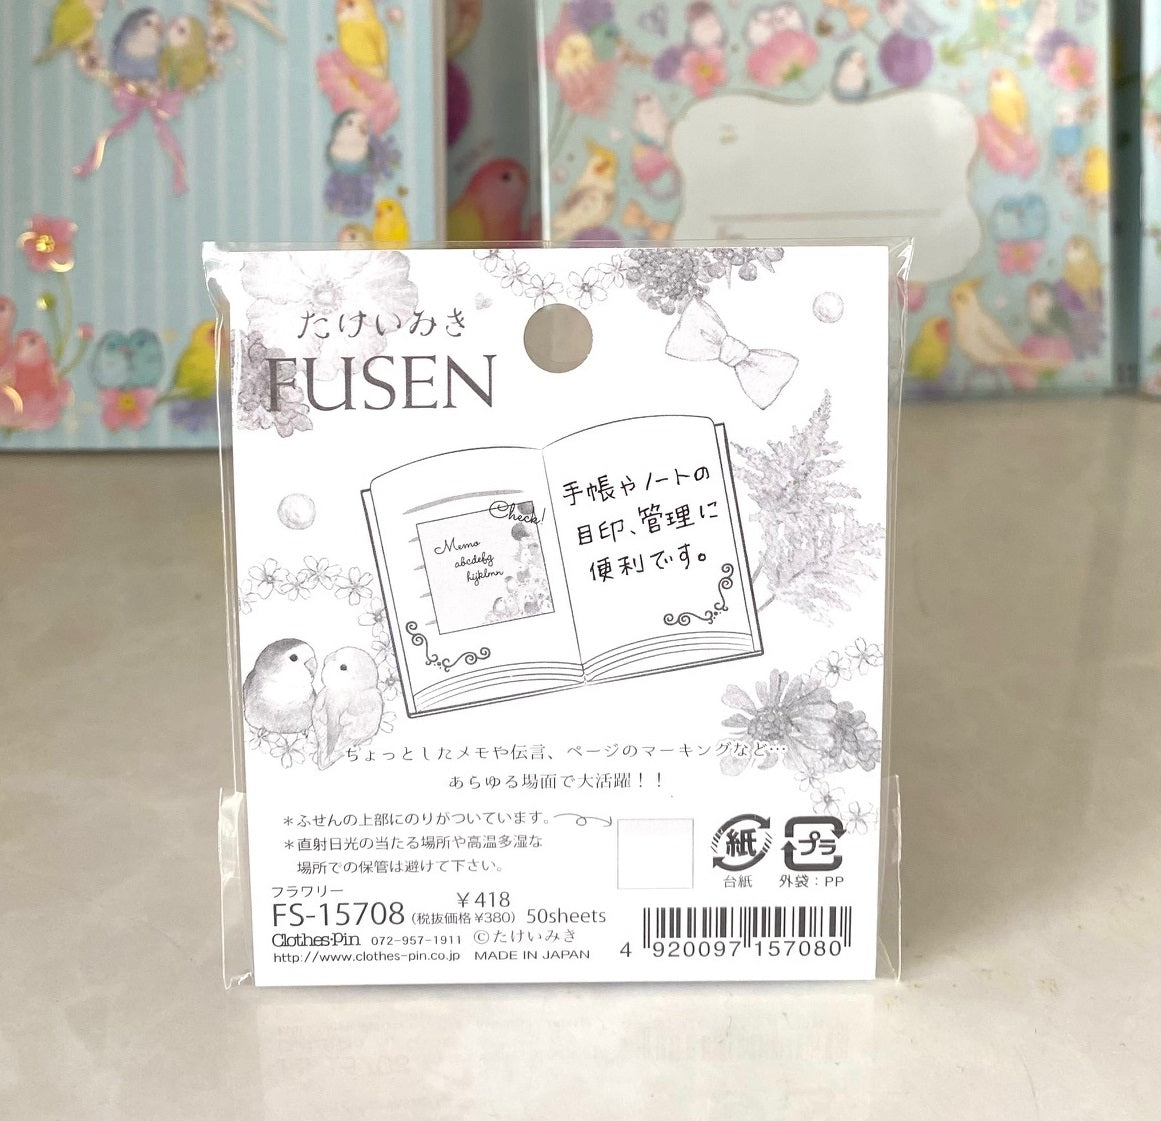 たけいみき
FUSEN
Check!
Memo
abcdefg
hijklmn
手帳やノートの
目印、管理に
便利です。
ちょっとしたメモや伝言、ページのマーキングなど…
あらゆる場面で大活躍！！
＊ふせんの上部にのりがついています。
＊直射日光の当たる場所や高温多湿な
場所での保管は避けて下さい。
紙
台紙
プラ
外袋：PP
フラワリー
￥418
FS-15708 (税抜価格 ¥380) 50sheets
Clothes-Pin 072-957-1911 ©たけいみき
http://www.clothes-pin.co.jp MADE IN JAPAN
4 920097 157080